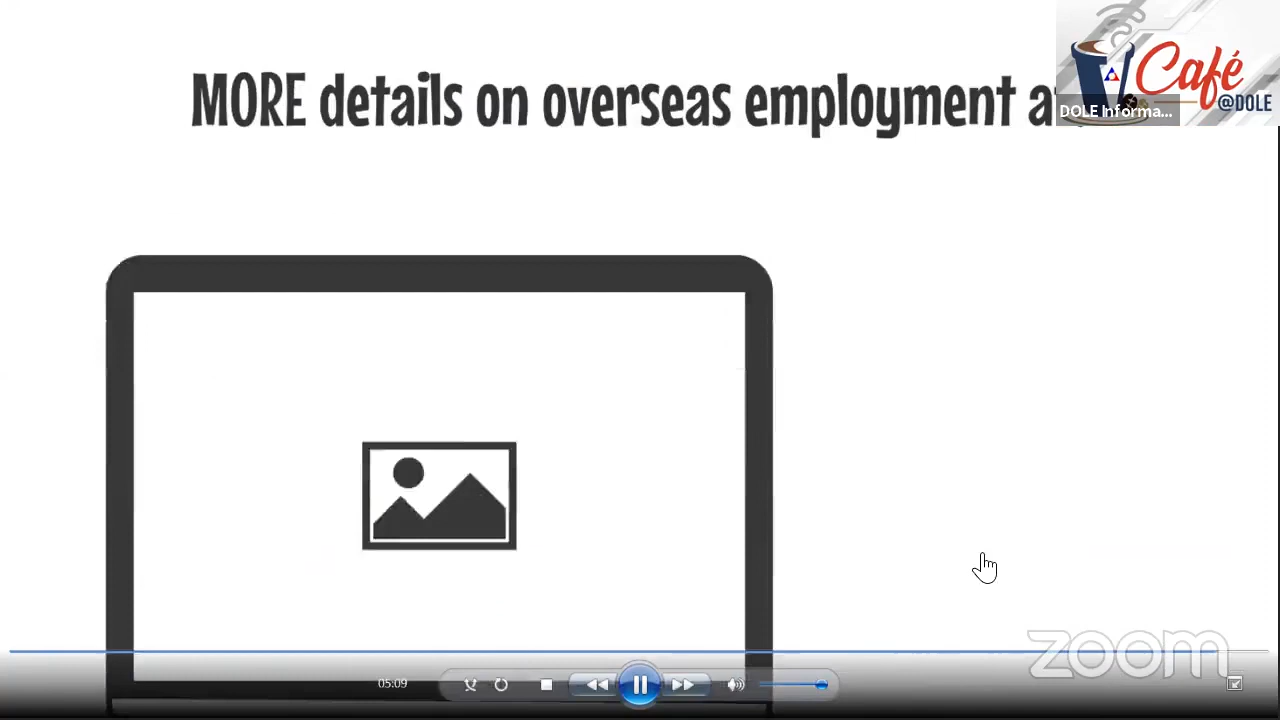 MORE details on overseas employment
Café
@DOLE
DOLE Informa...
zoom
05:09